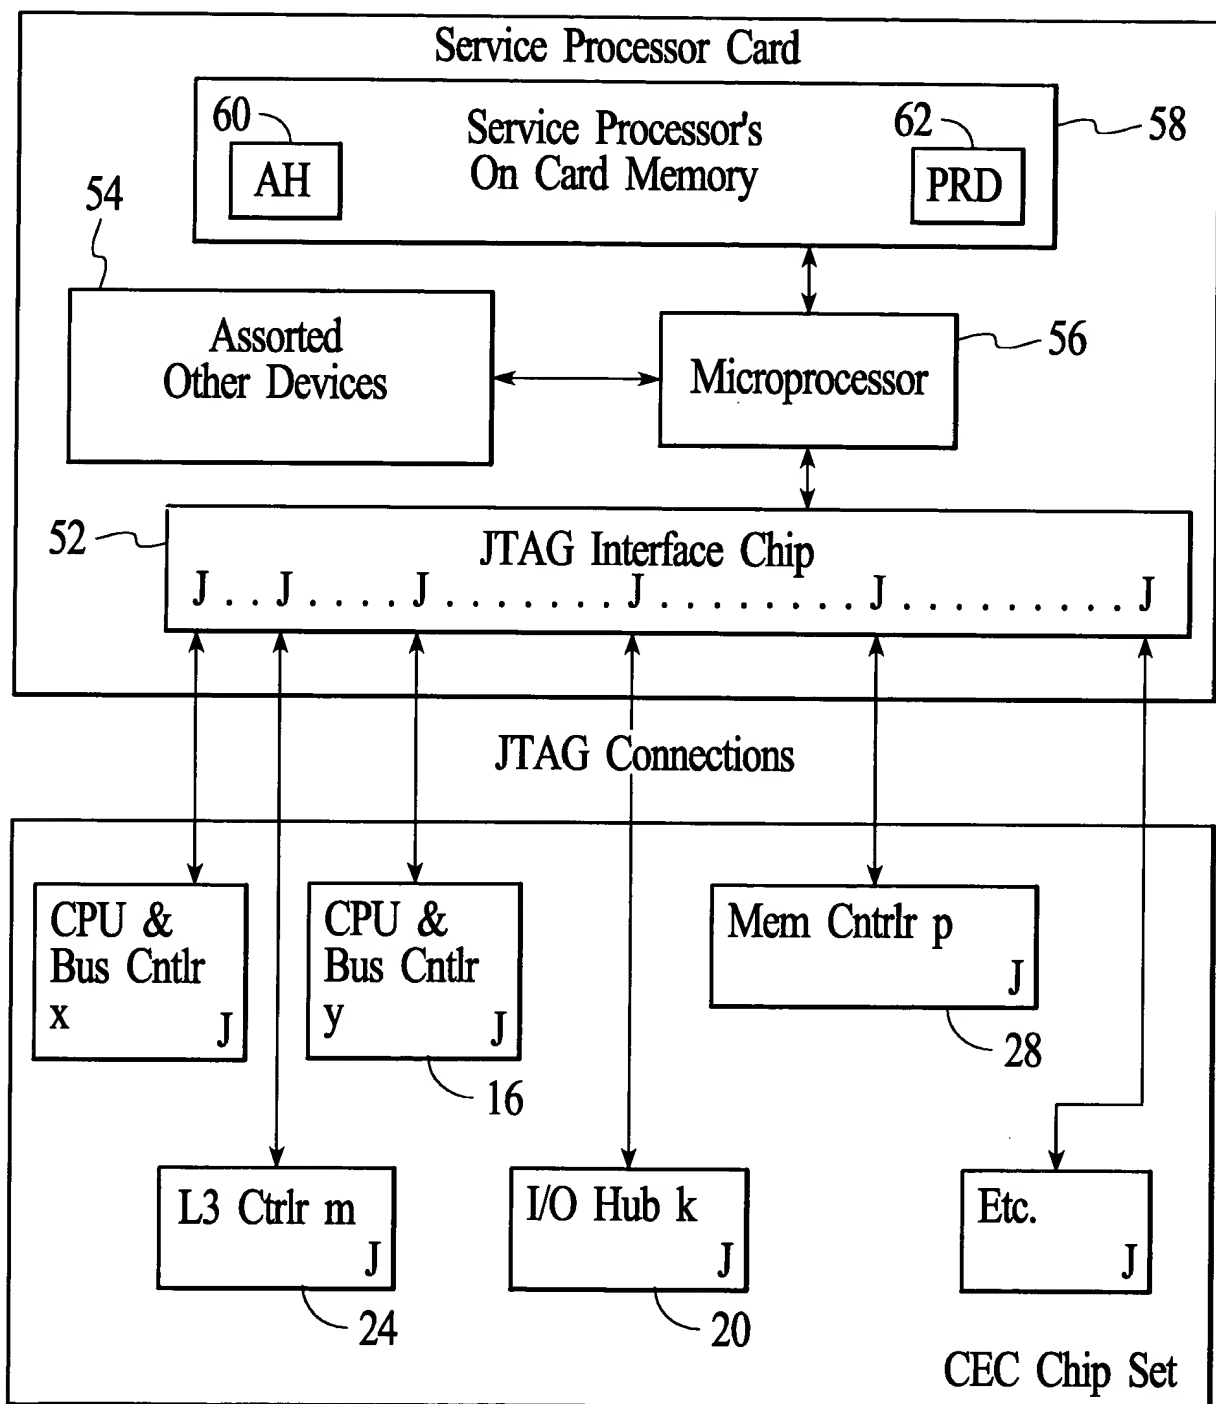 Service Processor Card
60
Service Processor's
On Card Memory
62
58
AH
PRD
54
Assorted
Other Devices
56
Microprocessor
52
JTAG Interface Chip
J . . J . . . . J . . . . . . . . J . . . . . . . . . J . . . . . . . . . . J
JTAG Connections
CPU &
Bus Cntlr
x
J
CPU &
Bus Cntlr
y
J
16
Mem Cntrlr p
J
28
L3 Ctrlr m
J
24
I/O Hub k
J
20
Etc.
J
CEC Chip Set